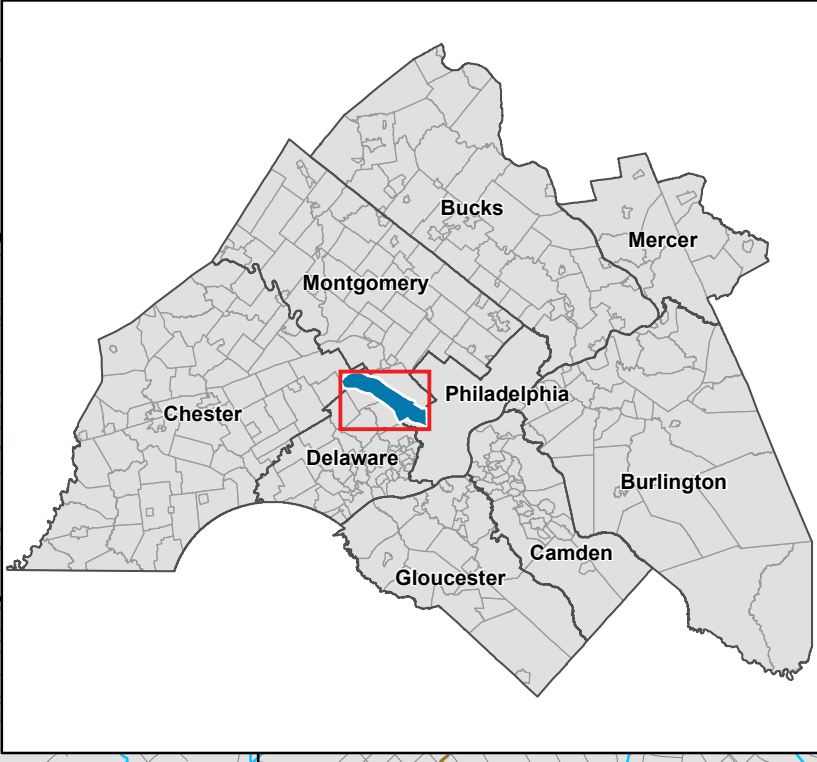 Bucks
Mercer
Montgomery
Philadelphia
Chester
Delaware
Burlington
Camden
Gloucester